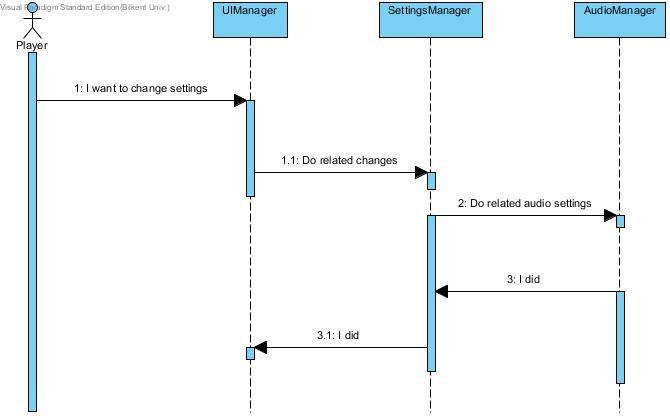 Visual Paradigm Standard Edition(Bilkent Univ.)
UIManager
SettingsManager
AudioManager
Player
1: I want to change settings
1.1: Do related changes
2: Do related audio settings
3: I did
3.1: I did